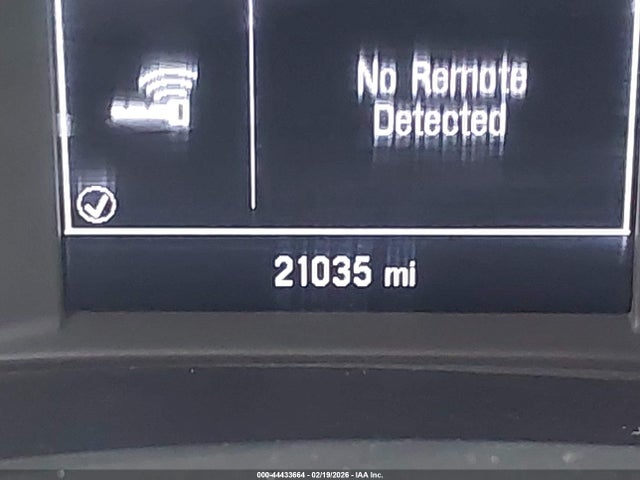 No Remote
Detected
21035 mi
000-44433664 - 02/19/2026 - IAA Inc.